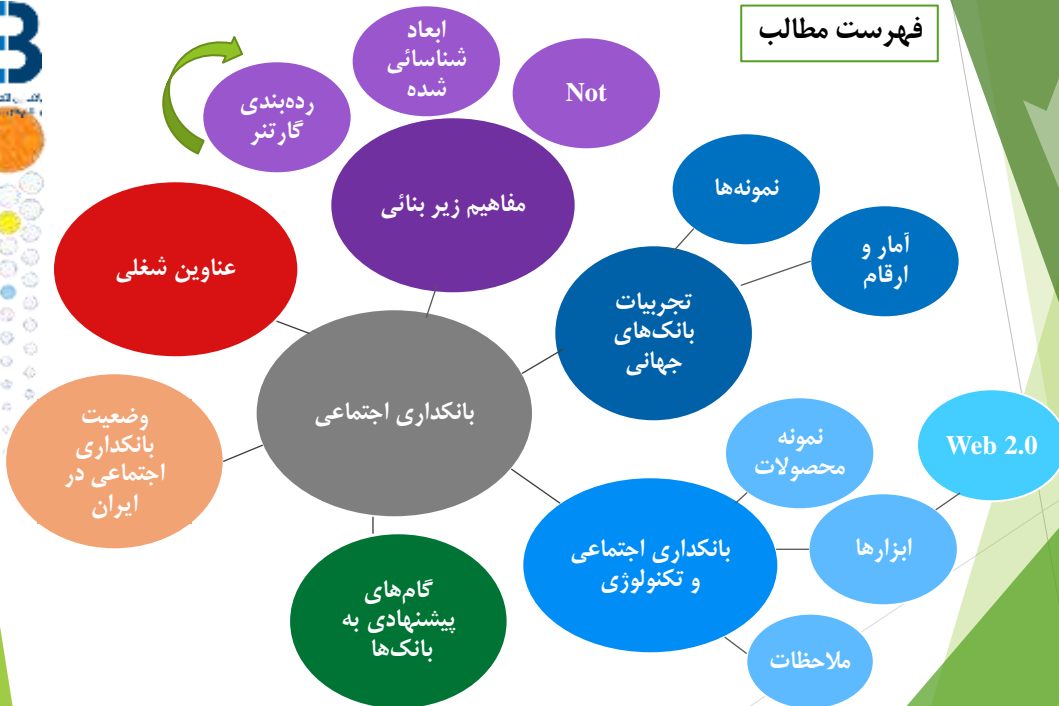 فهرست مطالب
ابعاد
شناسائی
شده
Not
رده‌بندی
گارتنر
مفاهیم زیر بنائی
نمونه‌ها
آمار و
ارقام
تجربیات
بانک‌های
جهانی
عناوین شغلی
بانکداری اجتماعی
وضعیت
بانکداری
اجتماعی در
ایران
نمونه
محصولات
Web 2.0
ابزارها
بانکداری اجتماعی
و تکنولوژی
ملاحظات
گام‌های
پیشنهادی به
بانک‌ها